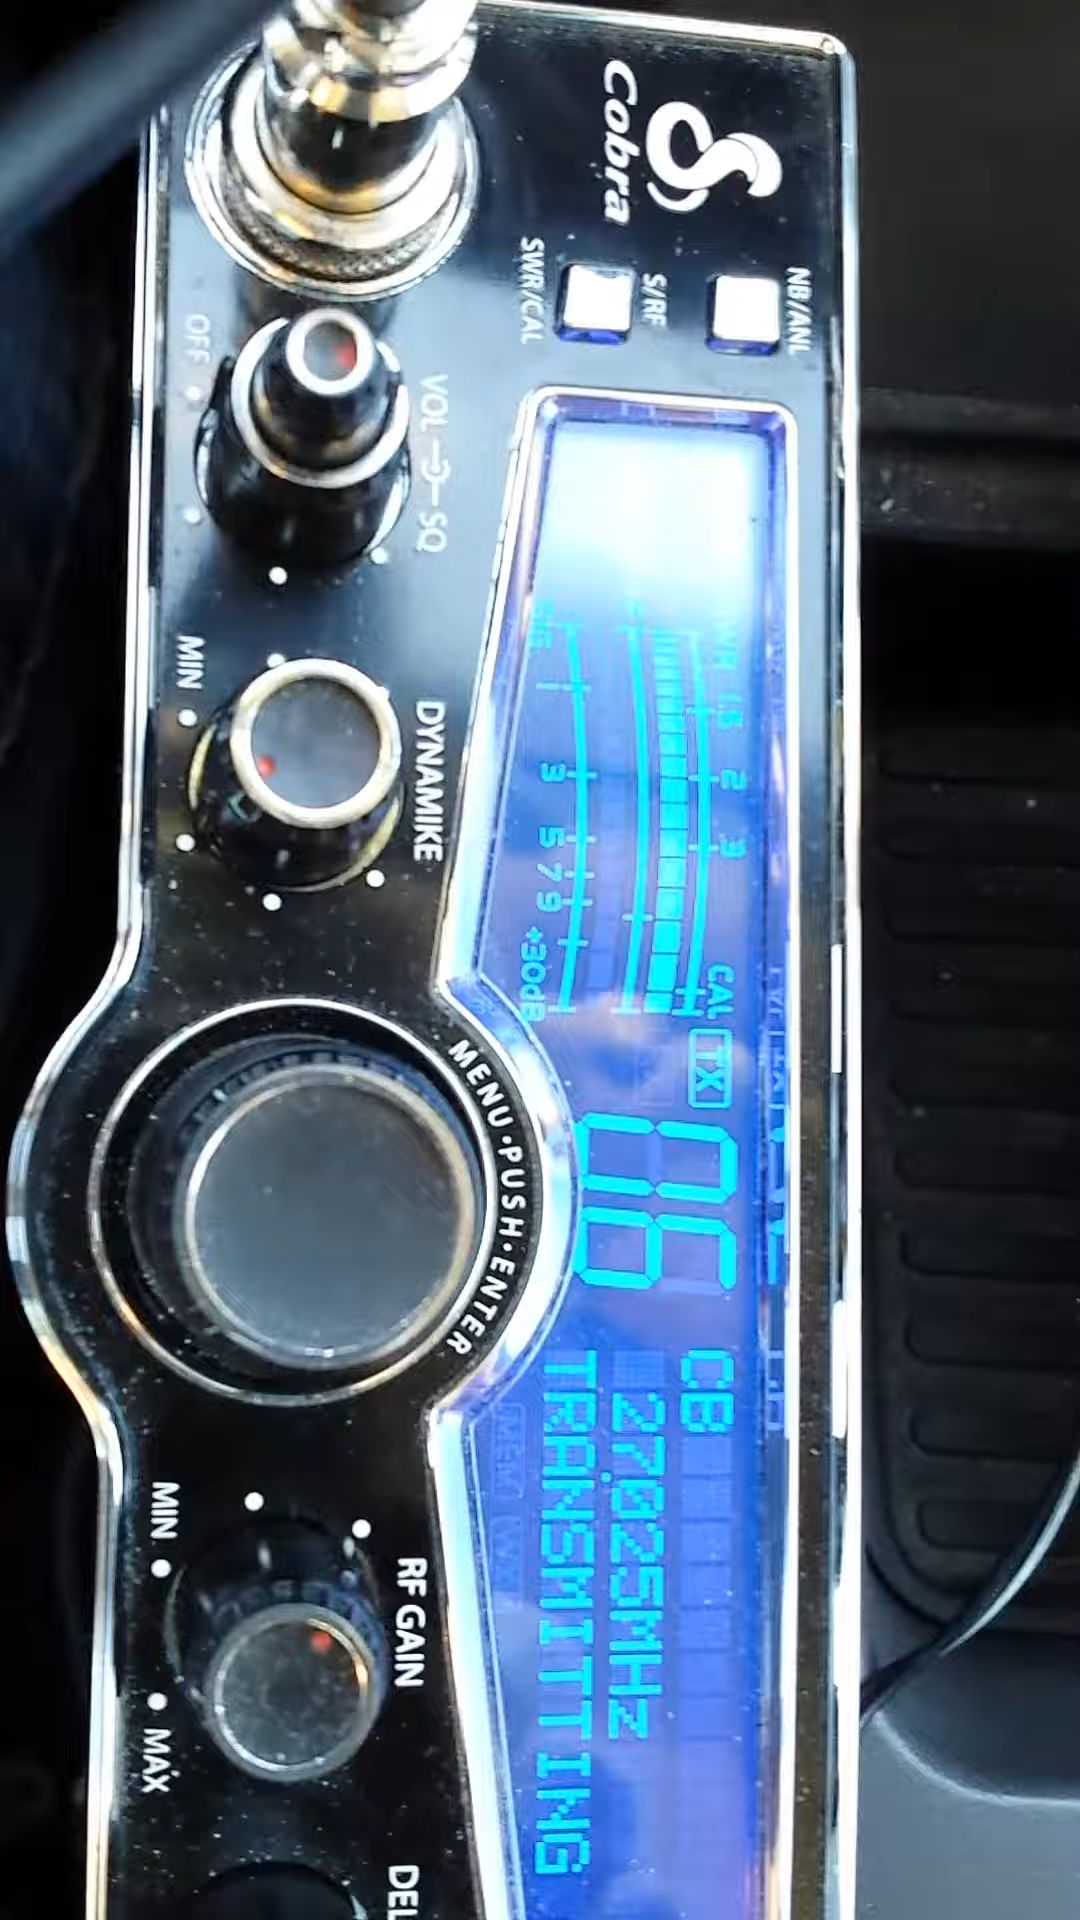 Cobra
NB/ANL
S/RF
SWR/CAL
1.5 2 3 CAL
TX
06
CB
27.025MHz
TRANSMITTING
1 3 5 7 9 +30dB
OFF
VOL SQ
MIN
DYNAMIKE
MENU·PUSH·ENTER
MIN
RF GAIN
MAX